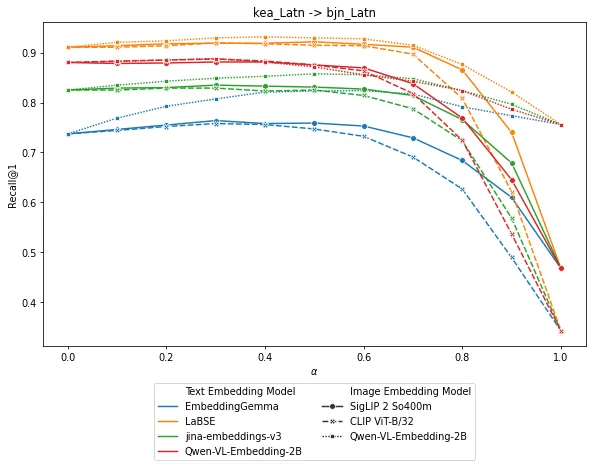 kea_Latn -> bjn_Latn
Recall@1
0.9
0.8
0.7
0.6
0.5
0.4
0.0 0.2 0.4 0.6 0.8 1.0
α
Text Embedding Model Image Embedding Model
EmbeddingGemma SigLIP 2 So400m
LaBSE CLIP ViT-B/32
jina-embeddings-v3 Qwen-VL-Embedding-2B
Qwen-VL-Embedding-2B